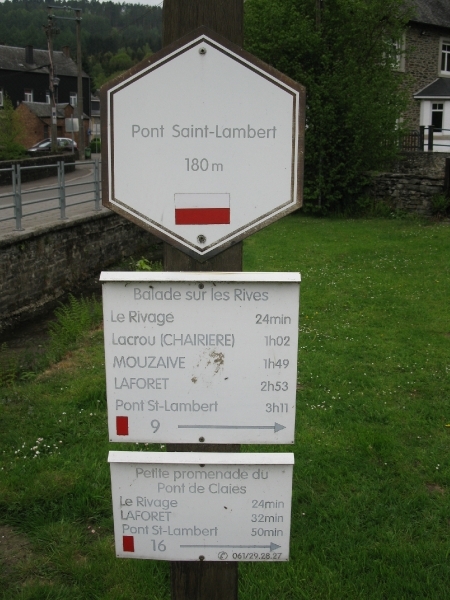 Pont Saint-Lambert
180 m
Balade sur les Rives
Le Rivage 24min
Lacrou (CHAIRIERE) 1h02
MOUZAIVE 1h49
LAFORET 2h53
Pont St-Lambert 3h11
9
Petite promenade du
Pont de Claies
Le Rivage 24min
LAFORET 32min
Pont St-Lambert 50min
16
✆ 061/29.28.27